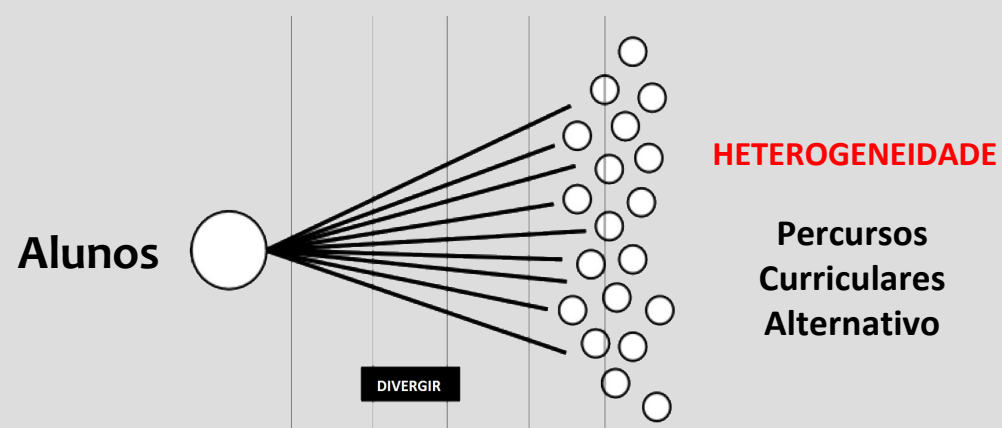 Alunos
DIVERGIR
HETEROGENEIDADE
Percursos
Curriculares
Alternativo